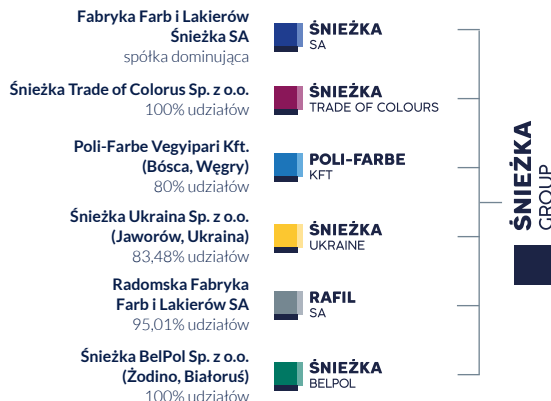 Fabryka Farb i Lakierów
Śnieżka SA
spółka dominująca
ŚNIEŻKA
SA
Śnieżka Trade of Colorus Sp. z o.o.
100% udziałów
ŚNIEŻKA
TRADE OF COLOURS
Poli-Farbe Vegyipari Kft.
(Bósca, Węgry)
80% udziałów
POLI-FARBE
KFT
Śnieżka Ukraina Sp. z o.o.
(Jaworów, Ukraina)
83,48% udziałów
ŚNIEŻKA
UKRAINE
Radomska Fabryka
Farb i Lakierów SA
95,01% udziałów
RAFIL
SA
Śnieżka BelPol Sp. z o.o.
(Żodino, Białoruś)
100% udziałów
ŚNIEŻKA
BELPOL
ŚNIEŻKA
GROUP